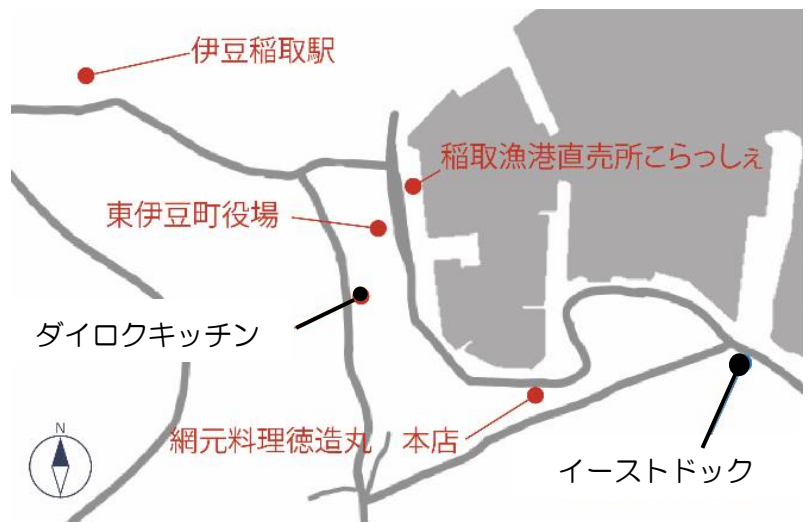 伊豆稲取駅
稲取漁港直売所こらっしぇ
東伊豆町役場
ダイロクキッチン
網元料理徳造丸　本店
イーストドック
N